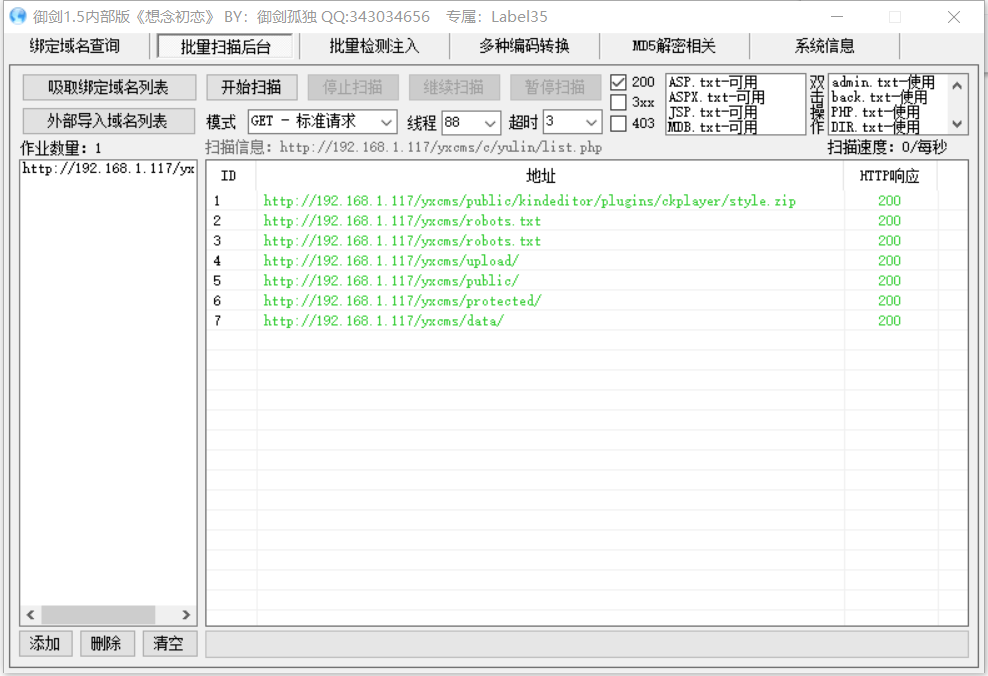 御剑1.5内部版《想念初恋》 BY：御剑孤独 QQ:343034656 专属：Label35
绑定域名查询 批量扫描后台 批量检测注入 多种编码转换 MD5解密相关 系统信息
吸取绑定域名列表 开始扫描 停止扫描 继续扫描 暂停扫描
外部导入域名列表 模式 GET - 标准请求 线程 88 超时 3
200
3xx
403
ASP.txt-可用
ASPX.txt-可用
JSP.txt-可用
MDB.txt-可用
双击操作
admin.txt-使用
back.txt-使用
PHP.txt-使用
DIR.txt-使用
作业数量: 1 扫描信息: http://192.168.1.117/yxcms/c/yulin/list.php 扫描速度: 0/每秒
http://192.168.1.117/yx
ID 地址 HTTP响应
1 http://192.168.1.117/yxcms/public/kindeditor/plugins/ckplayer/style.zip 200
2 http://192.168.1.117/yxcms/robots.txt 200
3 http://192.168.1.117/yxcms/robots.txt 200
4 http://192.168.1.117/yxcms/upload/ 200
5 http://192.168.1.117/yxcms/public/ 200
6 http://192.168.1.117/yxcms/protected/ 200
7 http://192.168.1.117/yxcms/data/ 200
添加 删除 清空